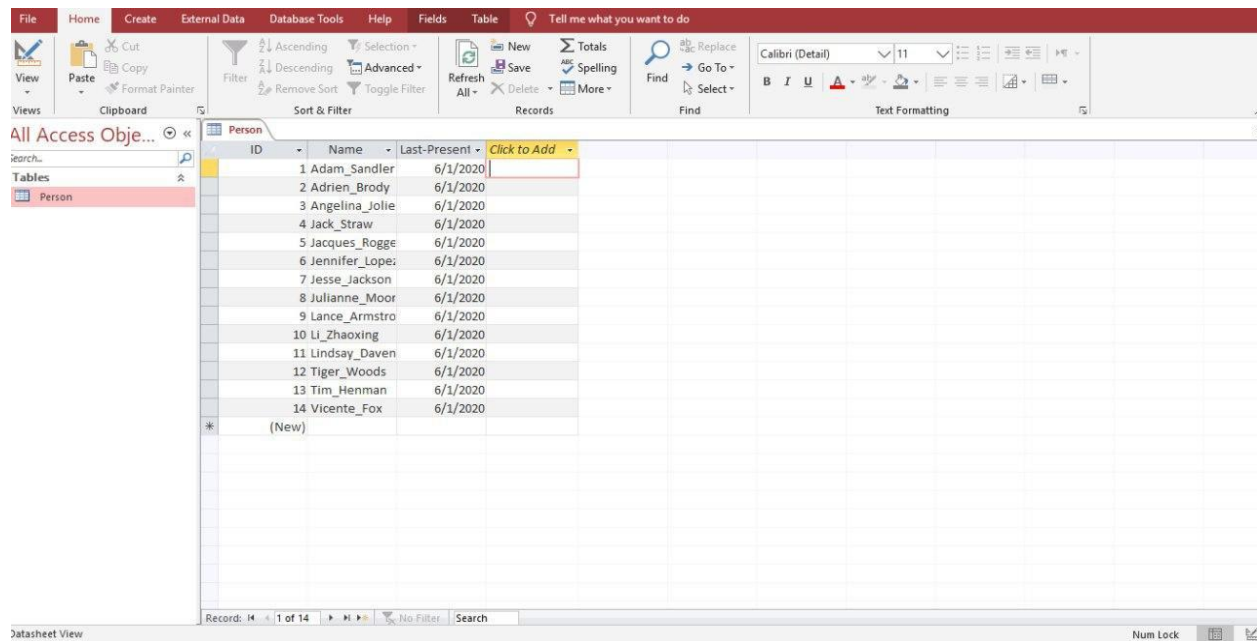 File Home Create External Data Database Tools Help Fields Table Tell me what you want to do
Cut Ascending Selection New Totals Replace Calibri (Detail) 11
Copy Descending Advanced Save ABC Spelling Go To
View Paste Format Painter Filter Remove Sort Toggle Filter Refresh All Delete More Find Select B I U A
Views Clipboard Sort & Filter Records Find Text Formatting
All Access Obje... « Person
ID Name Last-Present Click to Add
Search...
Tables
Person
1 Adam_Sandler 6/1/2020
2 Adrien_Brody 6/1/2020
3 Angelina_Jolie 6/1/2020
4 Jack_Straw 6/1/2020
5 Jacques_Rogge 6/1/2020
6 Jennifer_Lopez 6/1/2020
7 Jesse_Jackson 6/1/2020
8 Julianne_Moor 6/1/2020
9 Lance_Armstro 6/1/2020
10 Li_Zhaoxing 6/1/2020
11 Lindsay_Daven 6/1/2020
12 Tiger_Woods 6/1/2020
13 Tim_Henman 6/1/2020
14 Vicente_Fox 6/1/2020
* (New)
Record: 1 of 14 No Filter Search
Datasheet View Num Lock